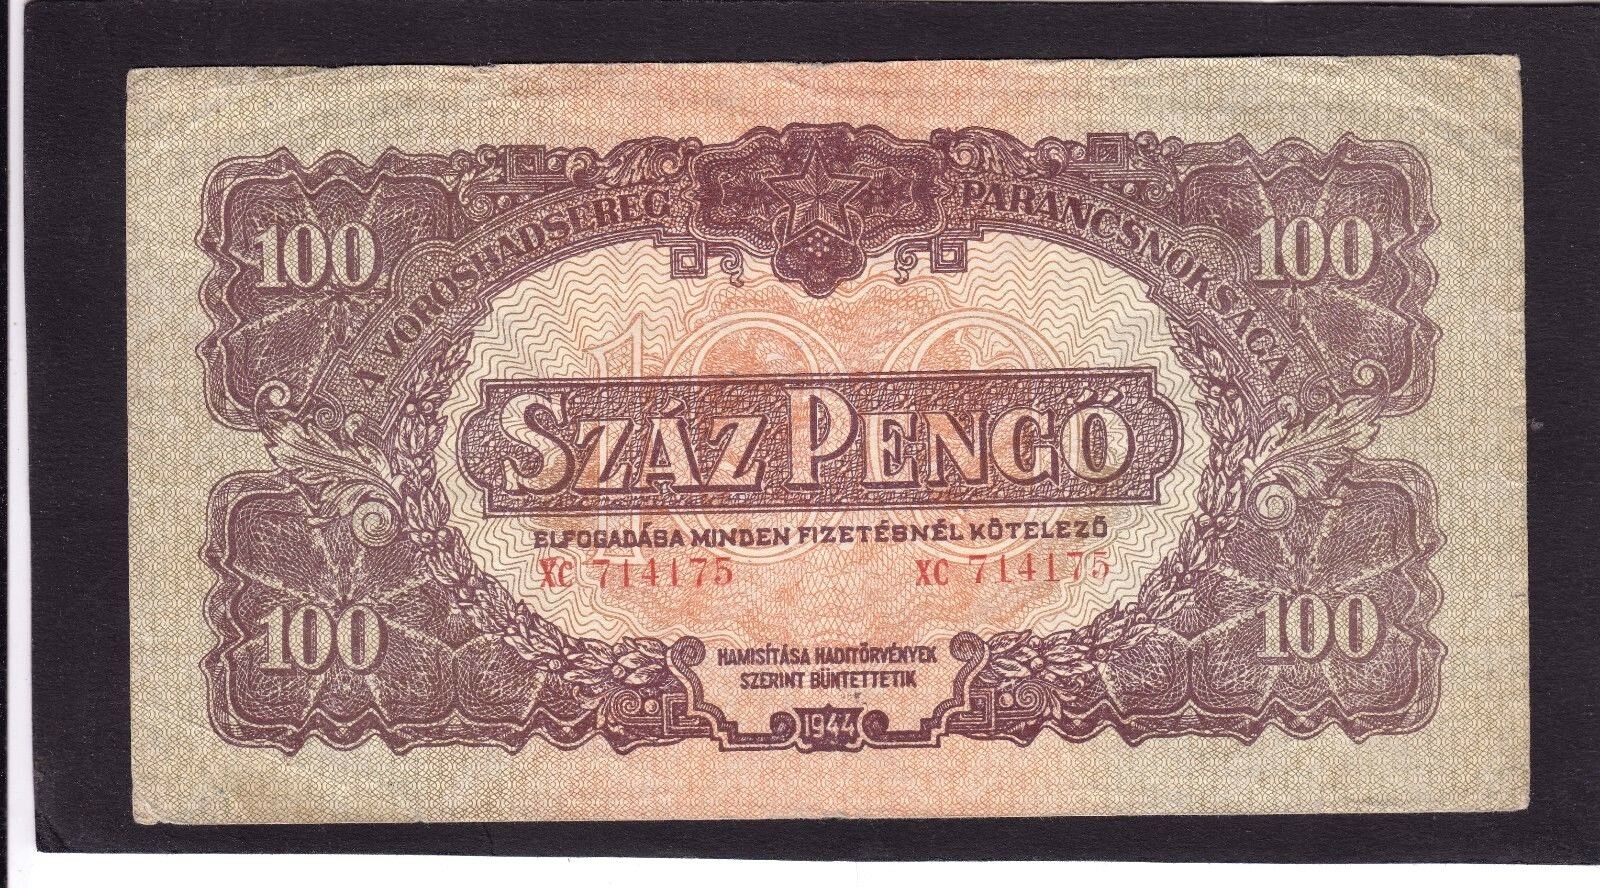 A VÖRÖSHADSEREG PARANCSNOKSÁGA
100 100
100
SZÁZ PENGŐ
ELFOGADÁSA MINDEN FIZETÉSNÉL KÖTELEZŐ
XC 714175 XC 714175
100 100
HAMISÍTÁSA HADITÖRVÉNYEK
SZERINT BÜNTETTETIK
1944